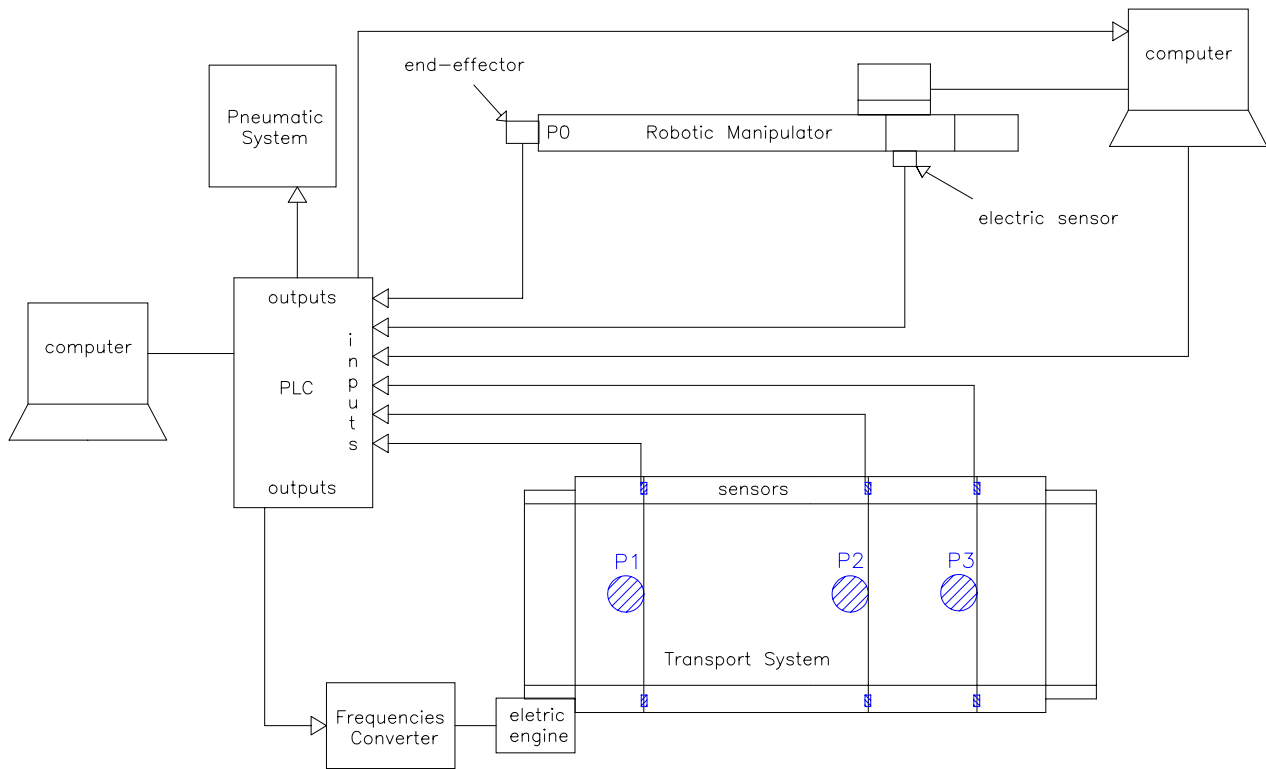 computer
end-effector
Pneumatic
System
P0
Robotic Manipulator
electric sensor
outputs
computer
PLC
inputs
outputs
sensors
P1
P2
P3
Transport System
Frequencies
Converter
eletric
engine